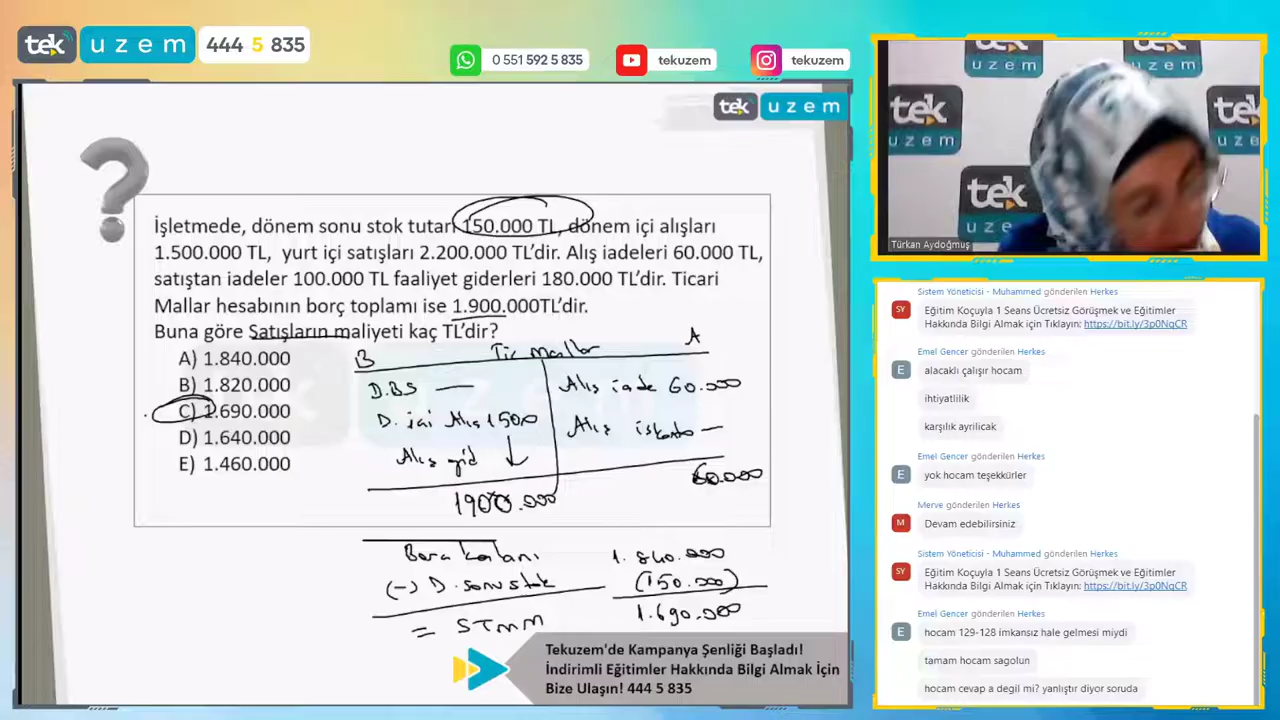 tek uzem 444 5 835
0 551 592 5 835
tekuzem
tekuzem
tek uzem
İşletmede, dönem sonu stok tutarı 150.000 TL, dönem içi alışları
1.500.000 TL, yurt içi satışları 2.200.000 TL'dir. Alış iadeleri 60.000 TL,
satıştan iadeler 100.000 TL faaliyet giderleri 180.000 TL'dir. Ticari
Mallar hesabının borç toplamı ise 1.900.000TL'dir.
Buna göre Satışların maliyeti kaç TL'dir?
A) 1.840.000
B) 1.820.000
C) 1.690.000
D) 1.640.000
E) 1.460.000
B Tic mallar A
D.BS —
D. içi Alış 1500
Alış gid
1900.000
Alış iade 60.000
Alış iskonto —
60.000
Borç kalanı 1.840.000
(-) D. sonu stok (150.000)
= STMM 1.690.000
Tekuzem'de Kampanya Şenliği Başladı!
İndirimli Eğitimler Hakkında Bilgi Almak İçin
Bize Ulaşın! 444 5 835
tek uzem
tek uzem
tek uzem
Türkan Aydoğmuş
Sistem Yöneticisi - Muhammed gönderilen Herkes
SY
Eğitim Koçuyla 1 Seans Ücretsiz Görüşmek ve Eğitimler
Hakkında Bilgi Almak için Tıklayın: https://bit.ly/3p0NqCR
Emel Gencer gönderilen Herkes
E
alacaklı çalışır hocam
ihtiyatlilik
karşılık ayrilicak
Emel Gencer gönderilen Herkes
E
yok hocam teşekkürler
Merve gönderilen Herkes
M
Devam edebilirsiniz
Sistem Yöneticisi - Muhammed gönderilen Herkes
SY
Eğitim Koçuyla 1 Seans Ücretsiz Görüşmek ve Eğitimler
Hakkında Bilgi Almak için Tıklayın: https://bit.ly/3p0NqCR
Emel Gencer gönderilen Herkes
E
hocam 129-128 imkansız hale gelmesi miydi
tamam hocam sagolun
hocam cevap a degil mi? yanlıştır diyor soruda